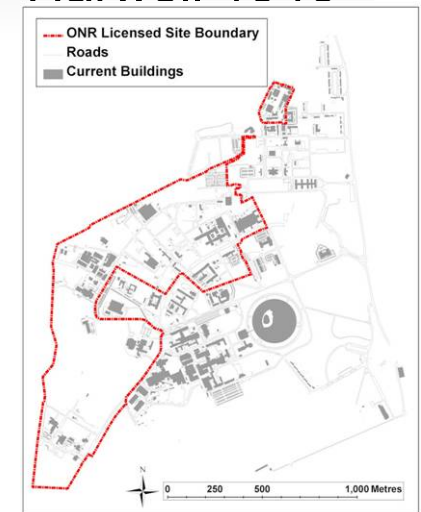 ONR Licensed Site Boundary
Roads
Current Buildings
N
0 250 500 1,000 Metres